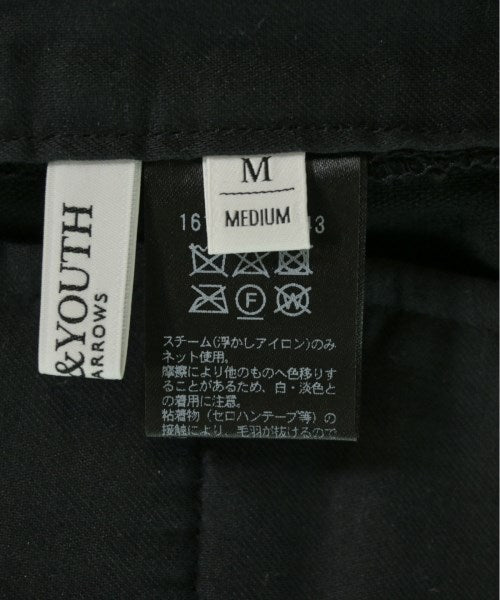 &YOUTH
ARROWS
M
MEDIUM
16
43
F
W
スチーム(浮かしアイロン)のみ
ネット使用。
摩擦により他のものへ色移りす
ることがあるため、白・淡色と
の着用に注意。
粘着物(セロハンテープ等)の
接触により、毛羽が抜けるので